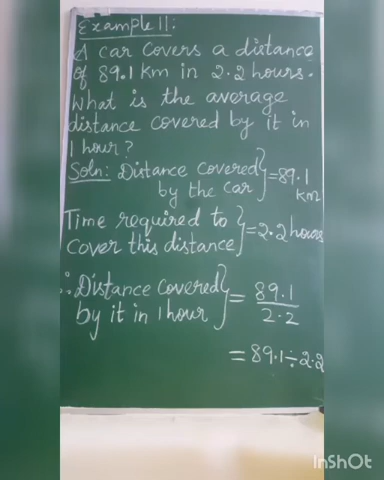 Example 11:
A car covers a distance
of 89.1 km in 2.2 hours.
What is the average
distance covered by it in
1 hour?
Soln: Distance covered
by the car } = 89.1 km
Time required to
cover this distance } = 2.2 hours
∴ Distance covered
by it in 1 hour } = 89.1 / 2.2
= 89.1 ÷ 2.2
InShOt